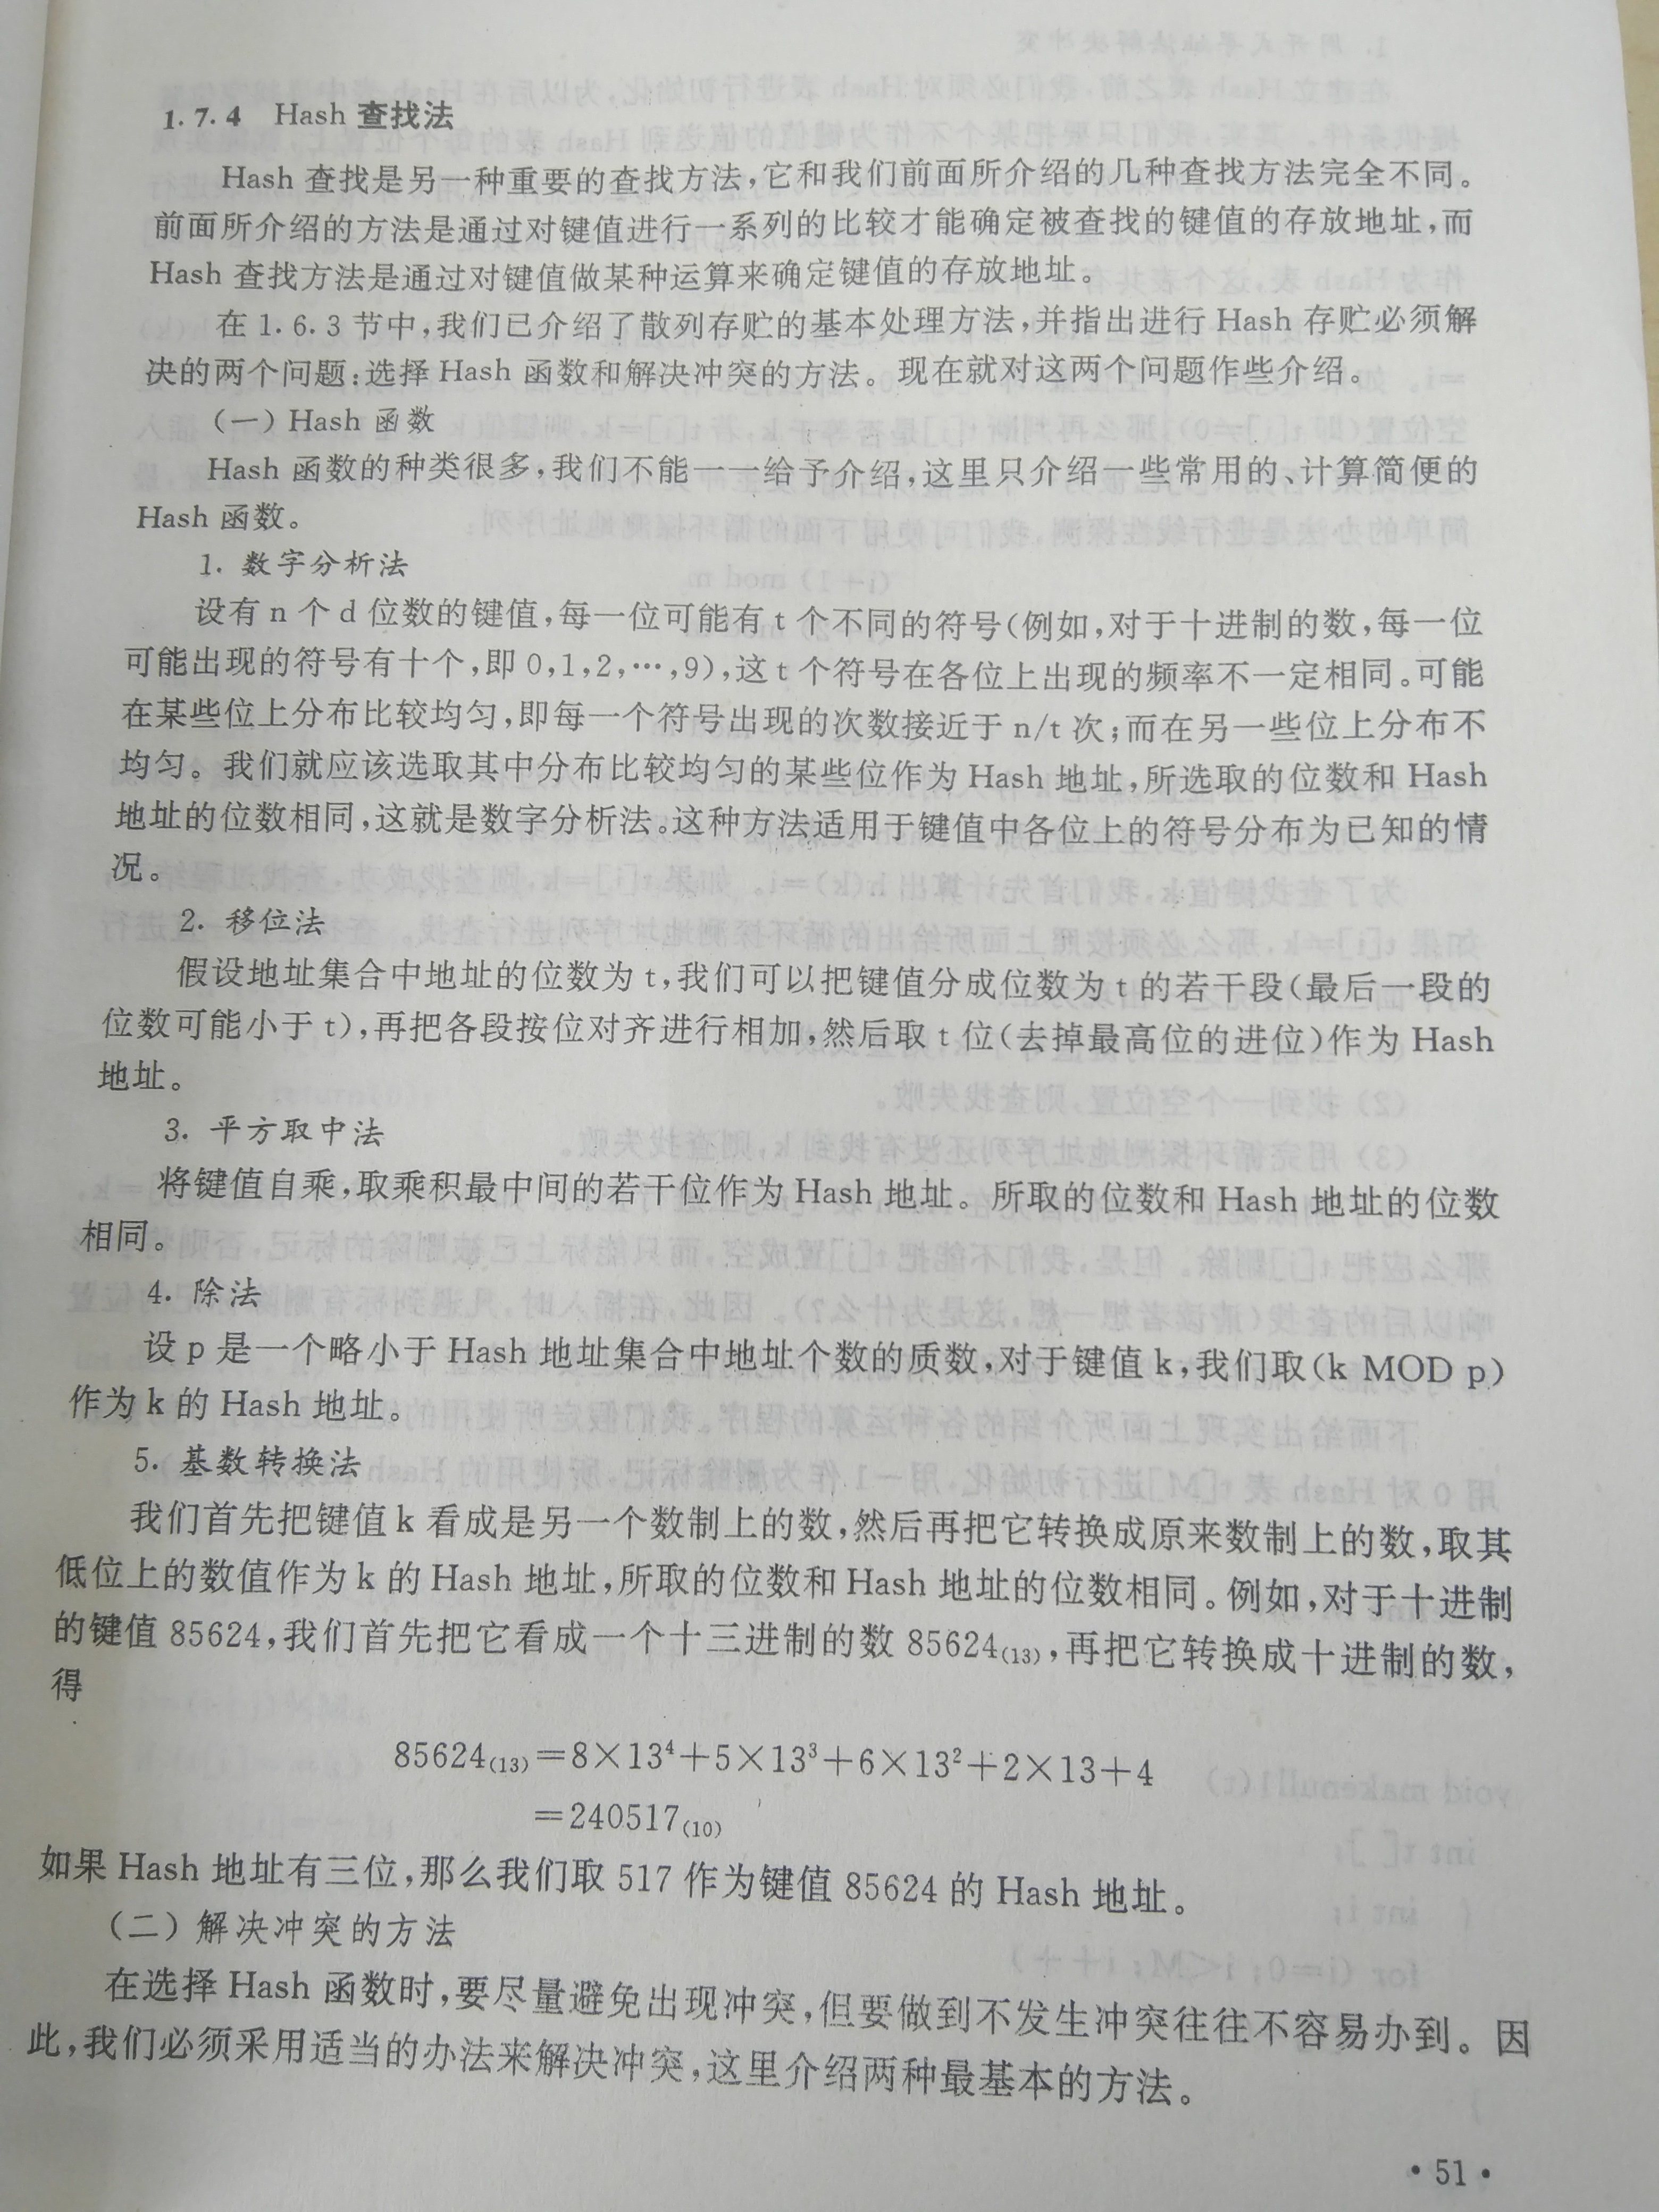 1.7.4 Hash 查找法
Hash 查找是另一种重要的查找方法,它和我们前面所介绍的几种查找方法完全不同。
前面所介绍的方法是通过对键值进行一系列的比较才能确定被查找的键值的存放地址,而
Hash 查找方法是通过对键值做某种运算来确定键值的存放地址。
在 1.6.3 节中,我们已介绍了散列存贮的基本处理方法,并指出进行 Hash 存贮必须解
决的两个问题:选择 Hash 函数和解决冲突的方法。现在就对这两个问题作些介绍。
(一) Hash 函数
Hash 函数的种类很多,我们不能一一给予介绍,这里只介绍一些常用的、计算简便的
Hash 函数。
1. 数字分析法
设有 n 个 d 位数的键值,每一位可能有 t 个不同的符号(例如,对于十进制的数,每一位
可能出现的符号有十个,即 0,1,2,…,9),这 t 个符号在各位上出现的频率不一定相同。可能
在某些位上分布比较均匀,即每一个符号出现的次数接近于 n/t 次;而在另一些位上分布不
均匀。我们就应该选取其中分布比较均匀的某些位作为 Hash 地址,所选取的位数和 Hash
地址的位数相同,这就是数字分析法。这种方法适用于键值中各位上的符号分布为已知的情
况。
2. 移位法
假设地址集合中地址的位数为 t,我们可以把键值分成位数为 t 的若干段(最后一段的
位数可能小于 t),再把各段按位对齐进行相加,然后取 t 位(去掉最高位的进位)作为 Hash
地址。
3. 平方取中法
将键值自乘,取乘积最中间的若干位作为 Hash 地址。所取的位数和 Hash 地址的位数
相同。
4. 除法
设 p 是一个略小于 Hash 地址集合中地址个数的质数,对于键值 k,我们取(k MOD p)
作为 k 的 Hash 地址。
5. 基数转换法
我们首先把键值 k 看成是另一个数制上的数,然后再把它转换成原来数制上的数,取其
低位上的数值作为 k 的 Hash 地址,所取的位数和 Hash 地址的位数相同。例如,对于十进制
的键值 85624,我们首先把它看成一个十三进制的数 85624₍₁₃₎,再把它转换成十进制的数,
得
85624₍₁₃₎=8×13⁴+5×13³+6×13²+2×13+4
=240517₍₁₀₎
如果 Hash 地址有三位,那么我们取 517 作为键值 85624 的 Hash 地址。
(二) 解决冲突的方法
在选择 Hash 函数时,要尽量避免出现冲突,但要做到不发生冲突往往不容易办到。因
此,我们必须采用适当的办法来解决冲突,这里介绍两种最基本的方法。
• 51 •